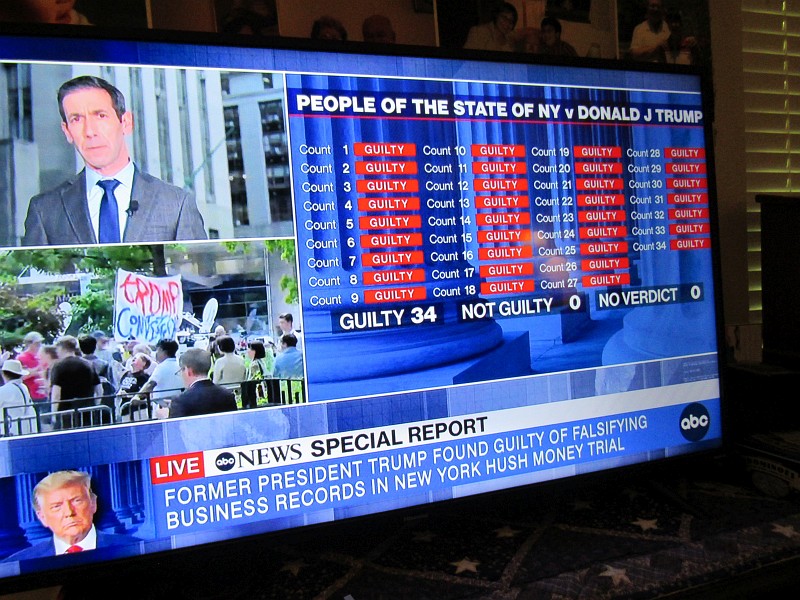 PEOPLE OF THE STATE OF NY v DONALD J TRUMP
Count 1 GUILTY Count 10 GUILTY Count 19 GUILTY Count 28 GUILTY
Count 2 GUILTY Count 11 GUILTY Count 20 GUILTY Count 29 GUILTY
Count 3 GUILTY Count 12 GUILTY Count 21 GUILTY Count 30 GUILTY
Count 4 GUILTY Count 13 GUILTY Count 22 GUILTY Count 31 GUILTY
Count 5 GUILTY Count 14 GUILTY Count 23 GUILTY Count 32 GUILTY
Count 6 GUILTY Count 15 GUILTY Count 24 GUILTY Count 33 GUILTY
Count 7 GUILTY Count 16 GUILTY Count 25 GUILTY Count 34 GUILTY
Count 8 GUILTY Count 17 GUILTY Count 26 GUILTY
Count 9 GUILTY Count 18 GUILTY Count 27 GUILTY
GUILTY 34 NOT GUILTY 0 NO VERDICT 0
TRUMP
abc
LIVE abc NEWS SPECIAL REPORT
FORMER PRESIDENT TRUMP FOUND GUILTY OF FALSIFYING
BUSINESS RECORDS IN NEW YORK HUSH MONEY TRIAL